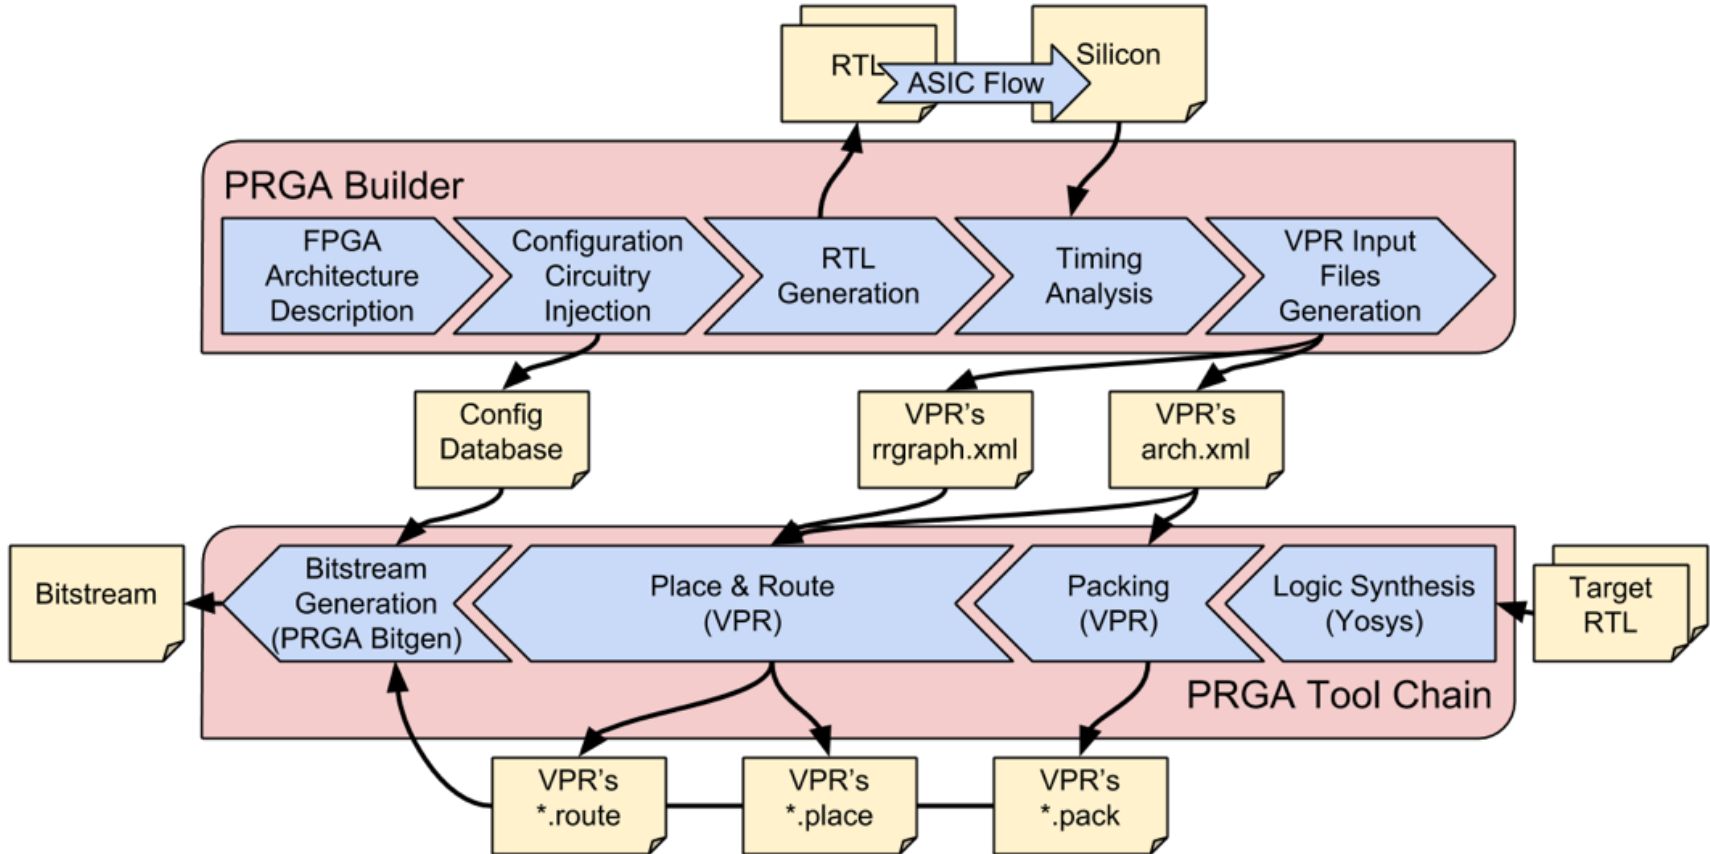 RTL
ASIC Flow
Silicon
PRGA Builder
FPGA
Architecture
Description
Configuration
Circuitry
Injection
RTL
Generation
Timing
Analysis
VPR Input
Files
Generation
Config
Database
VPR’s
rrgraph.xml
VPR’s
arch.xml
Bitstream
Bitstream
Generation
(PRGA Bitgen)
Place & Route
(VPR)
Packing
(VPR)
Logic Synthesis
(Yosys)
Target
RTL
PRGA Tool Chain
VPR’s
*.route
VPR’s
*.place
VPR’s
*.pack